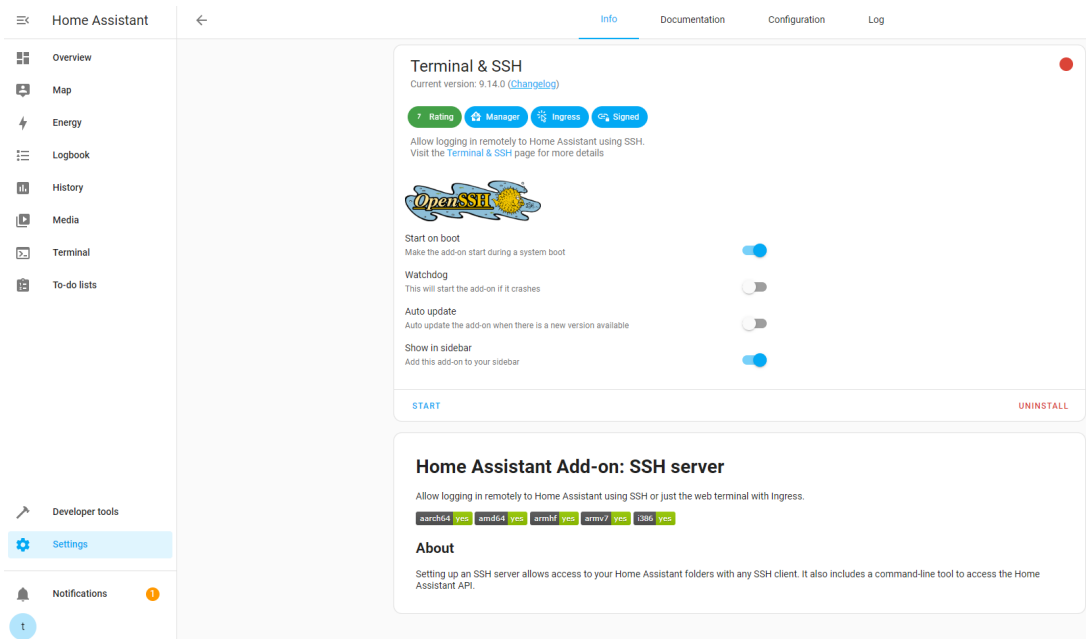 Home Assistant
Overview
Map
Energy
Logbook
History
Media
Terminal
To-do lists
Developer tools
Settings
Notifications 1
t
Info Documentation Configuration Log
Terminal & SSH
Current version: 9.14.0 (Changelog)
7 Rating Manager Ingress Signed
Allow logging in remotely to Home Assistant using SSH.
Visit the Terminal & SSH page for more details
OpenSSH
Start on boot
Make the add-on start during a system boot
Watchdog
This will start the add-on if it crashes
Auto update
Auto update the add-on when there is a new version available
Show in sidebar
Add this add-on to your sidebar
START UNINSTALL
Home Assistant Add-on: SSH server
Allow logging in remotely to Home Assistant using SSH or just the web terminal with Ingress.
aarch64 yes amd64 yes armhf yes armv7 yes i386 yes
About
Setting up an SSH server allows access to your Home Assistant folders with any SSH client. It also includes a command-line tool to access the Home
Assistant API.